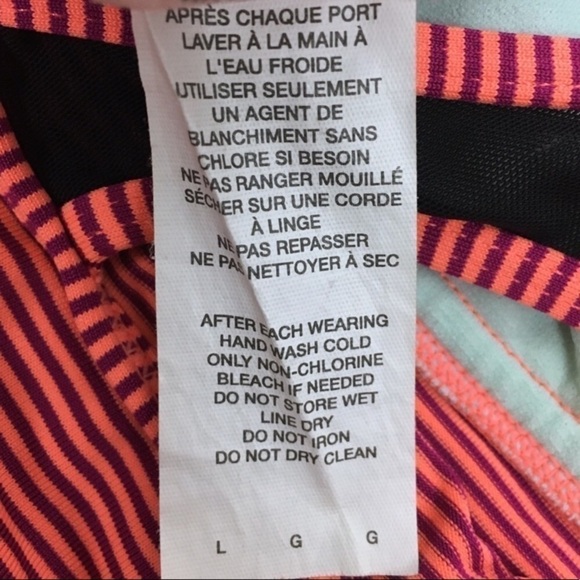 APRÈS CHAQUE PORT
LAVER À LA MAIN À
L'EAU FROIDE
UTILISER SEULEMENT
UN AGENT DE
BLANCHIMENT SANS
CHLORE SI BESOIN
NE PAS RANGER MOUILLÉ
SÉCHER SUR UNE CORDE
À LINGE
NE PAS REPASSER
NE PAS NETTOYER À SEC
AFTER EACH WEARING
HAND WASH COLD
ONLY NON-CHLORINE
BLEACH IF NEEDED
DO NOT STORE WET
LINE DRY
DO NOT IRON
DO NOT DRY CLEAN
L G G